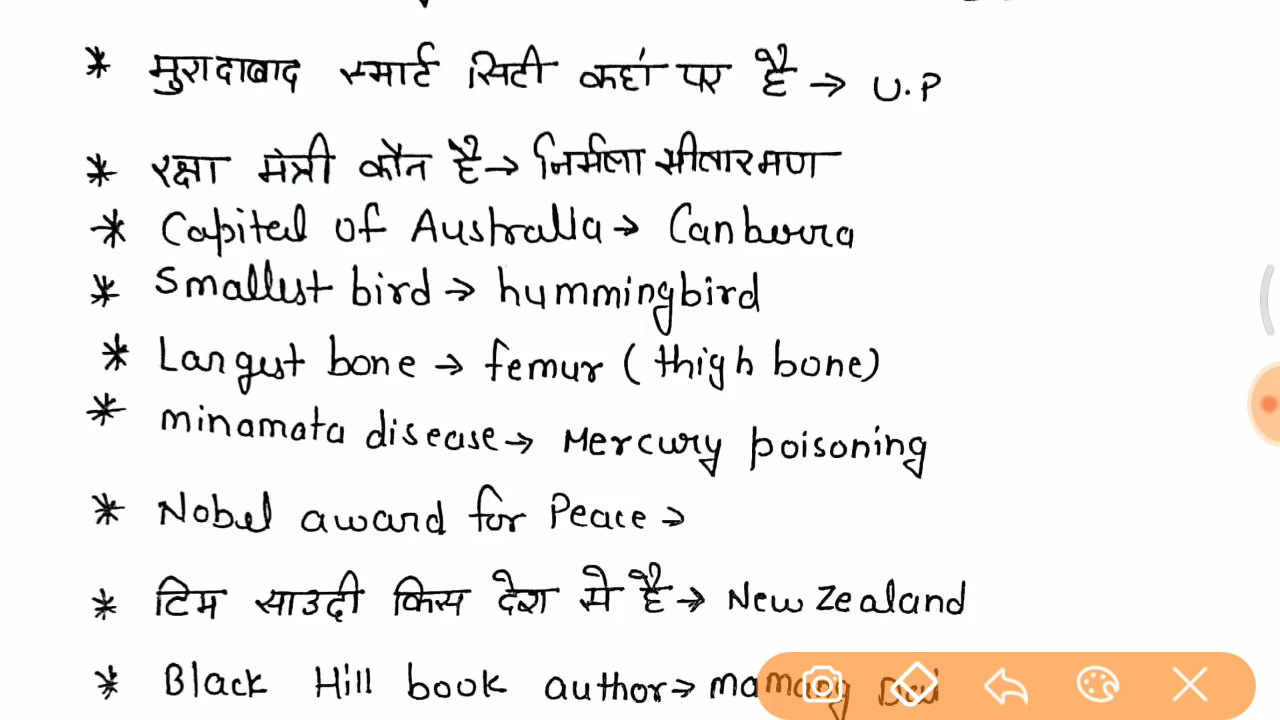 * मुरादाबाद स्मार्ट सिटी कहां पर है → U.P
* रक्षा मंत्री कौन है → निर्मला सीतारमण
* Capital of Australia → Canberra
* Smallest bird → hummingbird
* Largest bone → femur (thigh bone)
* minamata disease → Mercury poisoning
* Nobel award for Peace →
* टिम साउदी किस देश से है → New Zealand
* Black Hill book author → mamang